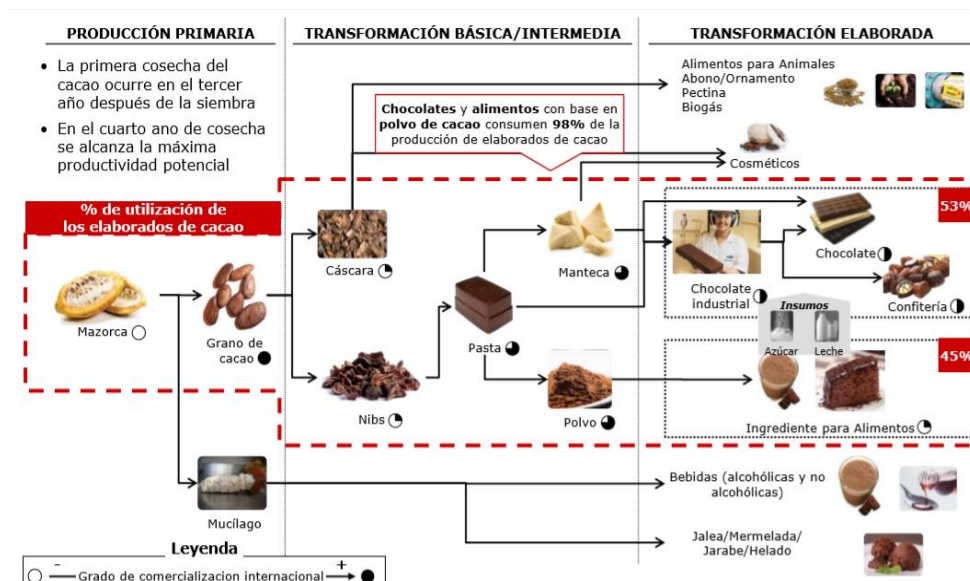 PRODUCCIÓN PRIMARIA
TRANSFORMACIÓN BÁSICA/INTERMEDIA
TRANSFORMACIÓN ELABORADA
• La primera cosecha del
cacao ocurre en el tercer
año después de la siembra
• En el cuarto ano de cosecha
se alcanza la máxima
productividad potencial
Chocolates y alimentos con base en
polvo de cacao consumen 98% de la
producción de elaborados de cacao
Alimentos para Animales
Abono/Ornamento
Pectina
Biogás
Cosméticos
% de utilización de
los elaborados de cacao
53%
Mazorca
Grano de
cacao
Cáscara
Nibs
Pasta
Manteca
Polvo
Chocolate
industrial
Chocolate
Confitería
Insumos
Azúcar
Leche
45%
Ingrediente para Alimentos
Mucílago
Bebidas (alcohólicas y no
alcohólicas)
Jalea/Mermelada/
Jarabe/Helado
Leyenda
− +
Grado de comercializacion internacional